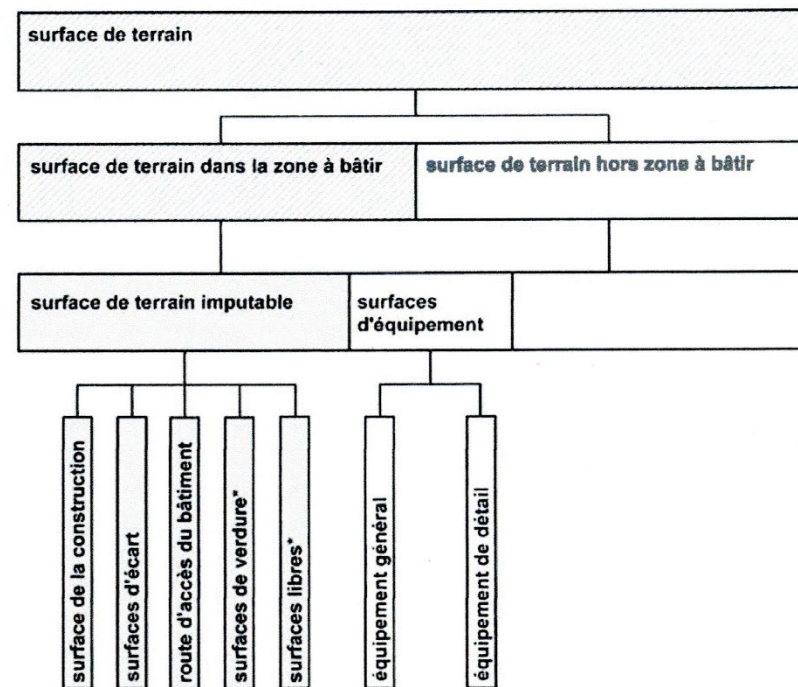 surface de terrain
surface de terrain dans la zone à bâtir
surface de terrain hors zone à bâtir
surface de terrain imputable
surfaces
d'équipement
surface de la construction
surfaces d'écart
route d'accès du bâtiment
surfaces de verdure*
surfaces libres*
équipement général
équipement de détail